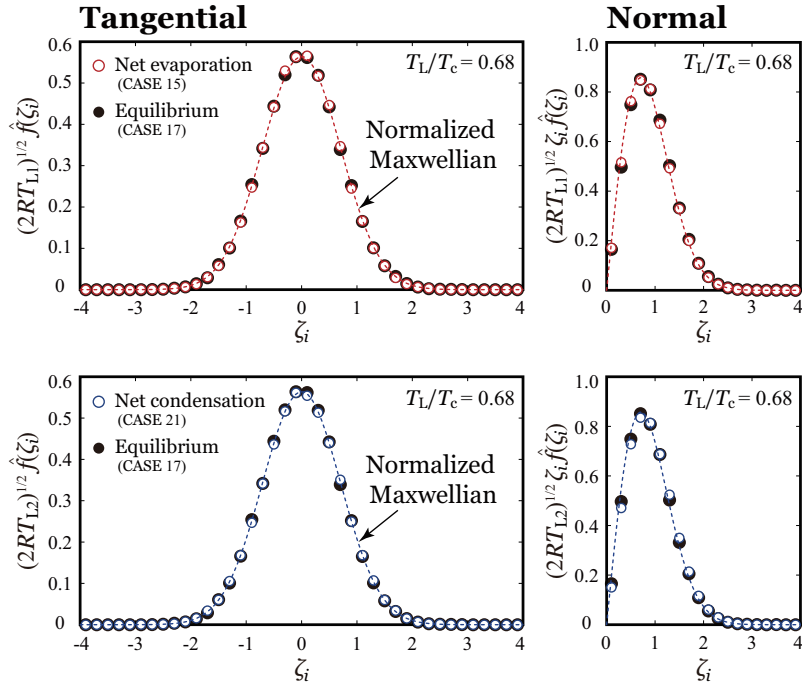 Tangential
Normal
0.6
0.5
0.4
0.3
0.2
0.1
0
(2RT_L1)^1/2 f̂(ζ_i)
Net evaporation
(CASE 15)
Equilibrium
(CASE 17)
T_L/T_c = 0.68
Normalized
Maxwellian
-4 -3 -2 -1 0 1 2 3 4
ζ_i
1.0
0.8
0.6
0.4
0.2
0
(2RT_L1)^1/2 ζ_i f̂(ζ_i)
T_L/T_c = 0.68
0 1 2 3 4
ζ_i
0.6
0.5
0.4
0.3
0.2
0.1
0
(2RT_L2)^1/2 f̂(ζ_i)
Net condensation
(CASE 21)
Equilibrium
(CASE 17)
T_L/T_c = 0.68
Normalized
Maxwellian
-4 -3 -2 -1 0 1 2 3 4
ζ_i
1.0
0.8
0.6
0.4
0.2
0
(2RT_L2)^1/2 ζ_i f̂(ζ_i)
T_L/T_c = 0.68
0 1 2 3 4
ζ_i